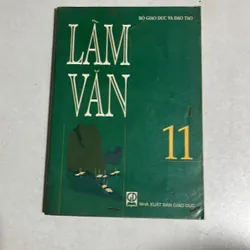 BỘ GIÁO DỤC VÀ ĐÀO TẠO
LÀM
VĂN
11
NHÀ XUẤT BẢN GIÁO DỤC